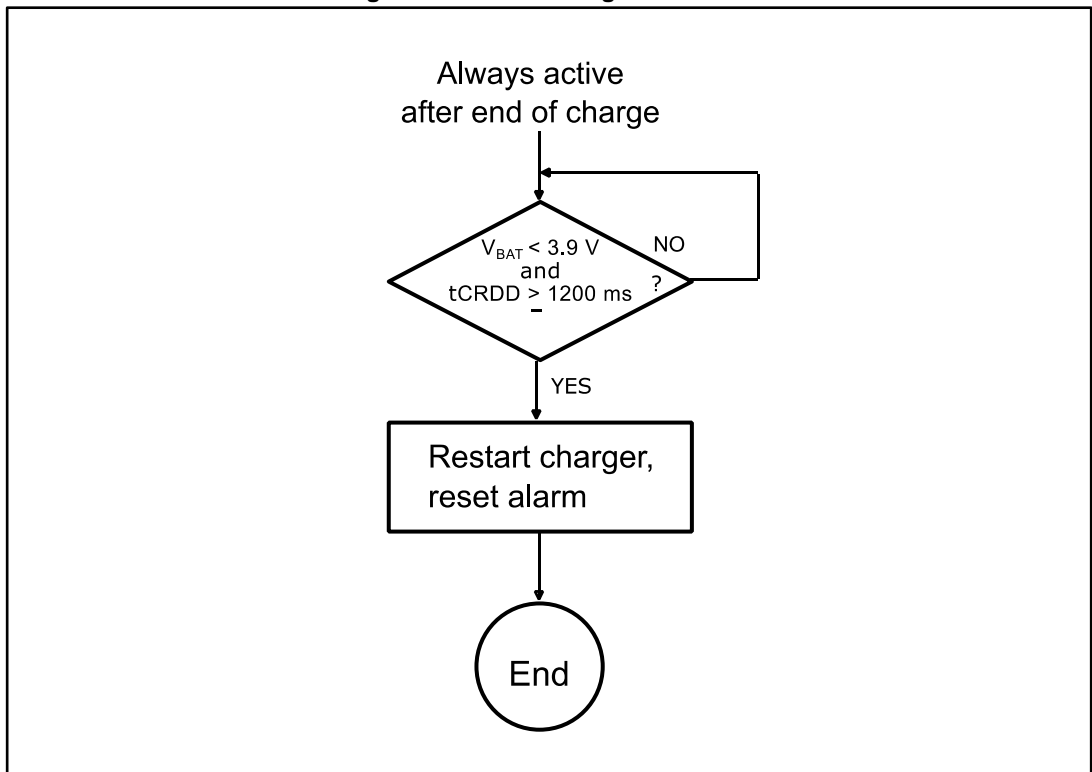 Always active
after end of charge
V_BAT < 3.9 V
NO
and
tCRDD ≥ 1200 ms
?
YES
Restart charger,
reset alarm
End